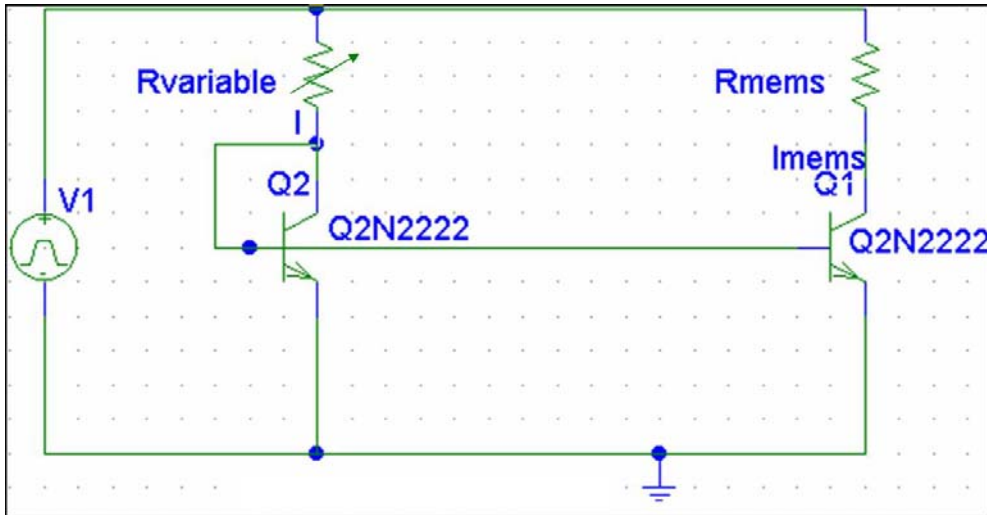 Rvariable
Rmems
I
Imems
Q2
Q1
V1
Q2N2222
Q2N2222